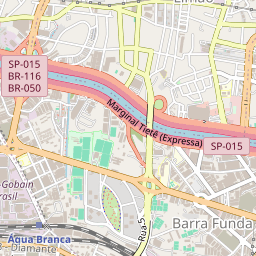 Limão
SP-015
BR-116
BR-050
Marginal Tietê (Expressa)
SP-015
-Gobain
rasil
Barra Funda
Rua 5
Água Branca
Diamante